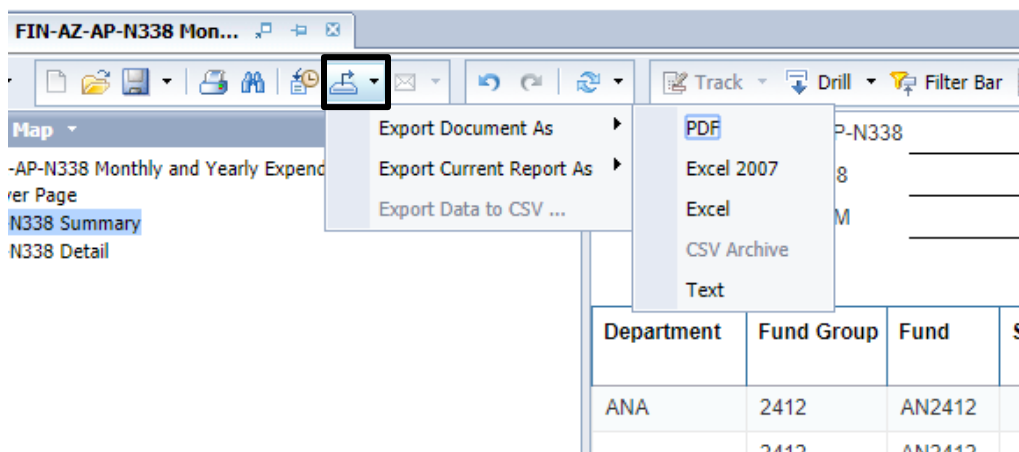 FIN-AZ-AP-N338 Mon...
Track Drill Filter Bar
Map
-AP-N338 Monthly and Yearly Expend
ver Page
N338 Summary
N338 Detail
Export Document As
Export Current Report As
Export Data to CSV ...
PDF
Excel 2007
Excel
CSV Archive
Text
P-N338
8
M
Department Fund Group Fund S
ANA 2412 AN2412
2412 AN2412